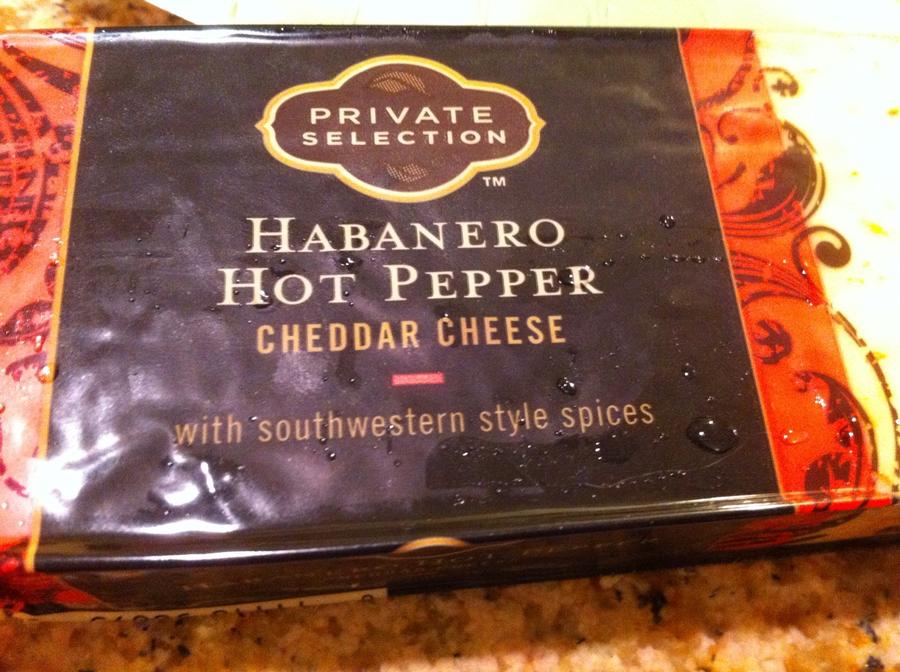 PRIVATE
SELECTION
TM
HABANERO
HOT PEPPER
CHEDDAR CHEESE
with southwestern style spices